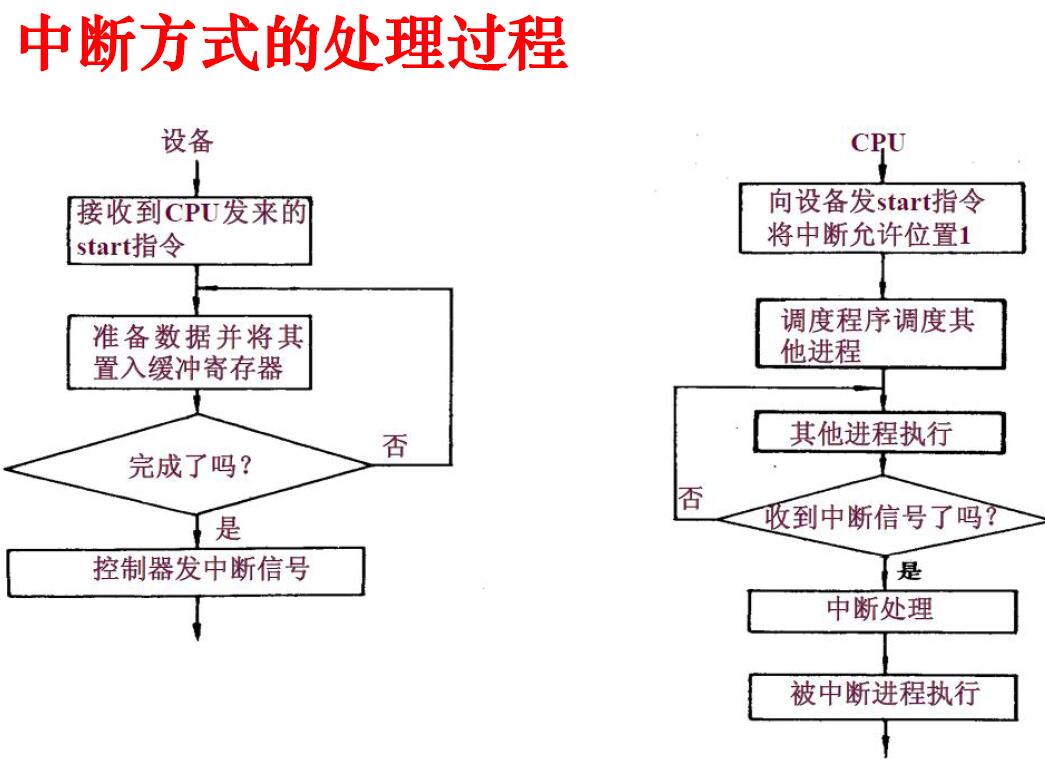 中断方式的处理过程
设备
接收到CPU发来的
start指令
准备数据并将其
置入缓冲寄存器
完成了吗?
否
是
控制器发中断信号
CPU
向设备发start指令
将中断允许位置1
调度程序调度其
他进程
其他进程执行
否
收到中断信号了吗?
是
中断处理
被中断进程执行